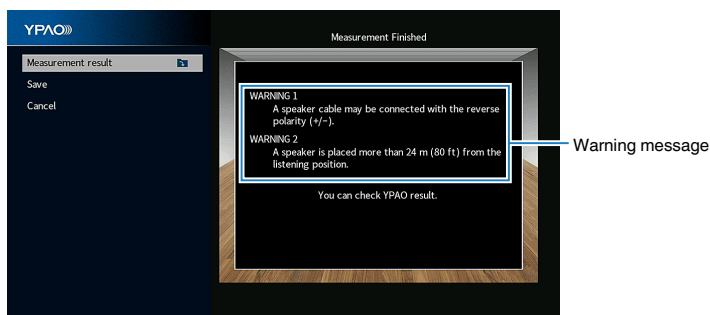 YPAO
Measurement result
Save
Cancel
Measurement Finished
WARNING 1
A speaker cable may be connected with the reverse
polarity (+/-).
WARNING 2
A speaker is placed more than 24 m (80 ft) from the
listening position.
You can check YPAO result.
Warning message